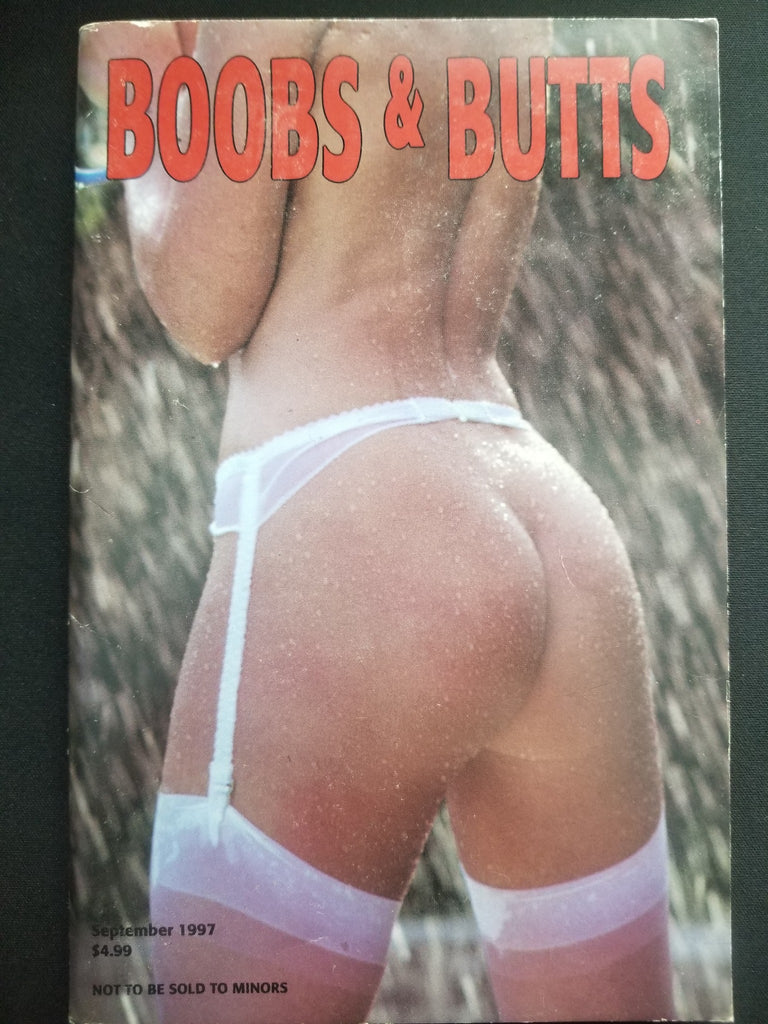 BOOBS & BUTTS
September 1997
$4.99
NOT TO BE SOLD TO MINORS